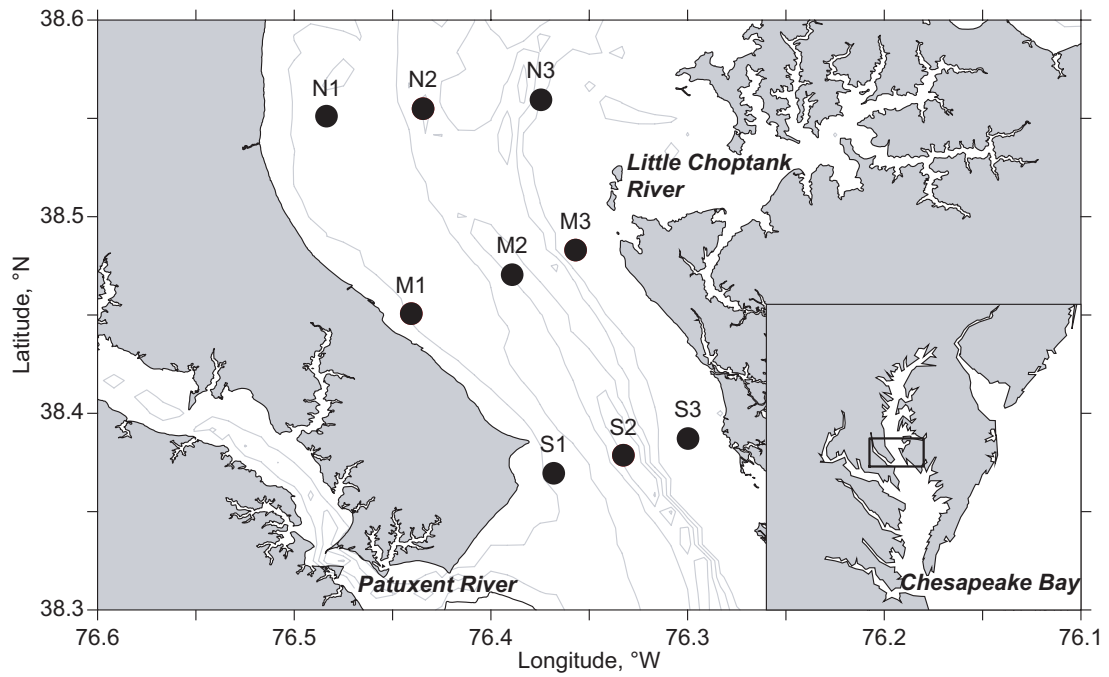 38.6
N1
N2
N3
Little Choptank
River
38.5
M3
M2
M1
Latitude, °N
38.4
S3
S2
S1
Patuxent River
Chesapeake Bay
38.3
76.6
76.5
76.4
76.3
76.2
76.1
Longitude, °W